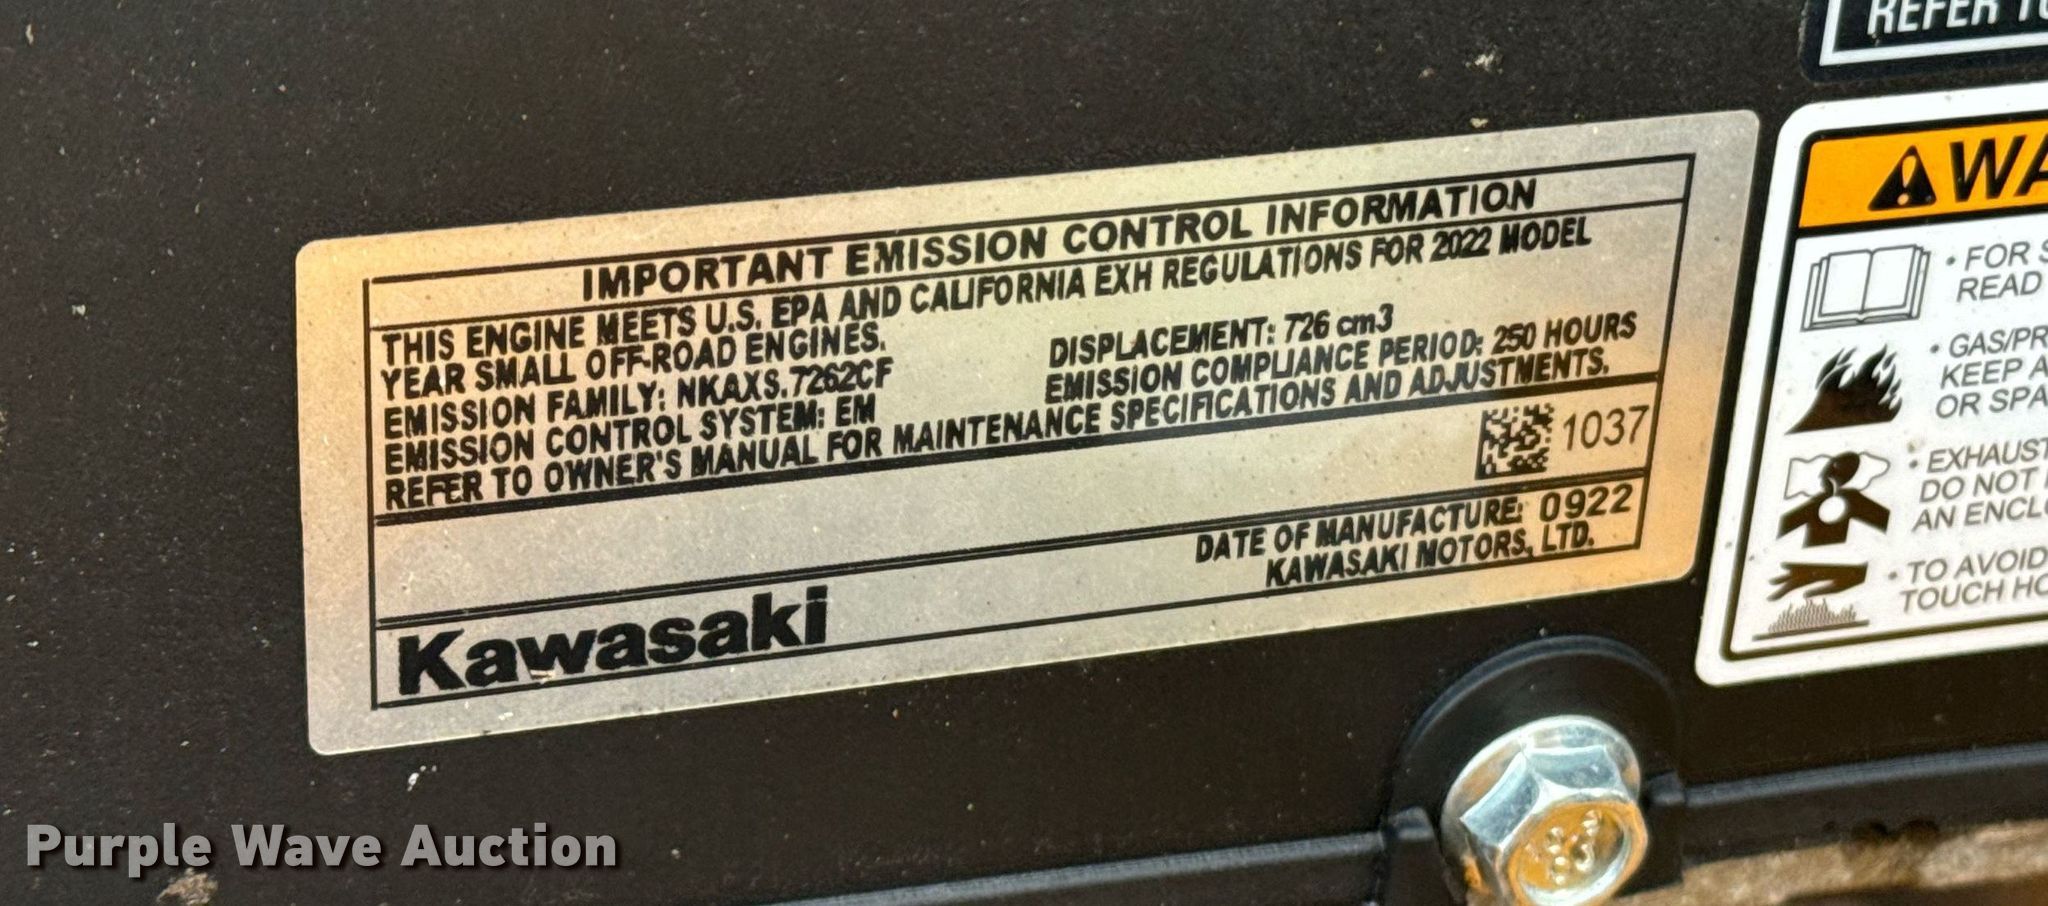 REFER TO
IMPORTANT EMISSION CONTROL INFORMATION
THIS ENGINE MEETS U.S. EPA AND CALIFORNIA EXH REGULATIONS FOR 2022 MODEL
YEAR SMALL OFF-ROAD ENGINES.
EMISSION FAMILY: NKAXS.7262CF DISPLACEMENT: 726 cm3
EMISSION CONTROL SYSTEM: EM EMISSION COMPLIANCE PERIOD: 250 HOURS
REFER TO OWNER'S MANUAL FOR MAINTENANCE SPECIFICATIONS AND ADJUSTMENTS.
1037
DATE OF MANUFACTURE: 0922
KAWASAKI MOTORS, LTD.
Kawasaki
WA
• FOR S
READ
• GAS/PR
KEEP A
OR SPA
• EXHAUST
DO NOT
AN ENCL
• TO AVOID
TOUCH HO
Purple Wave Auction